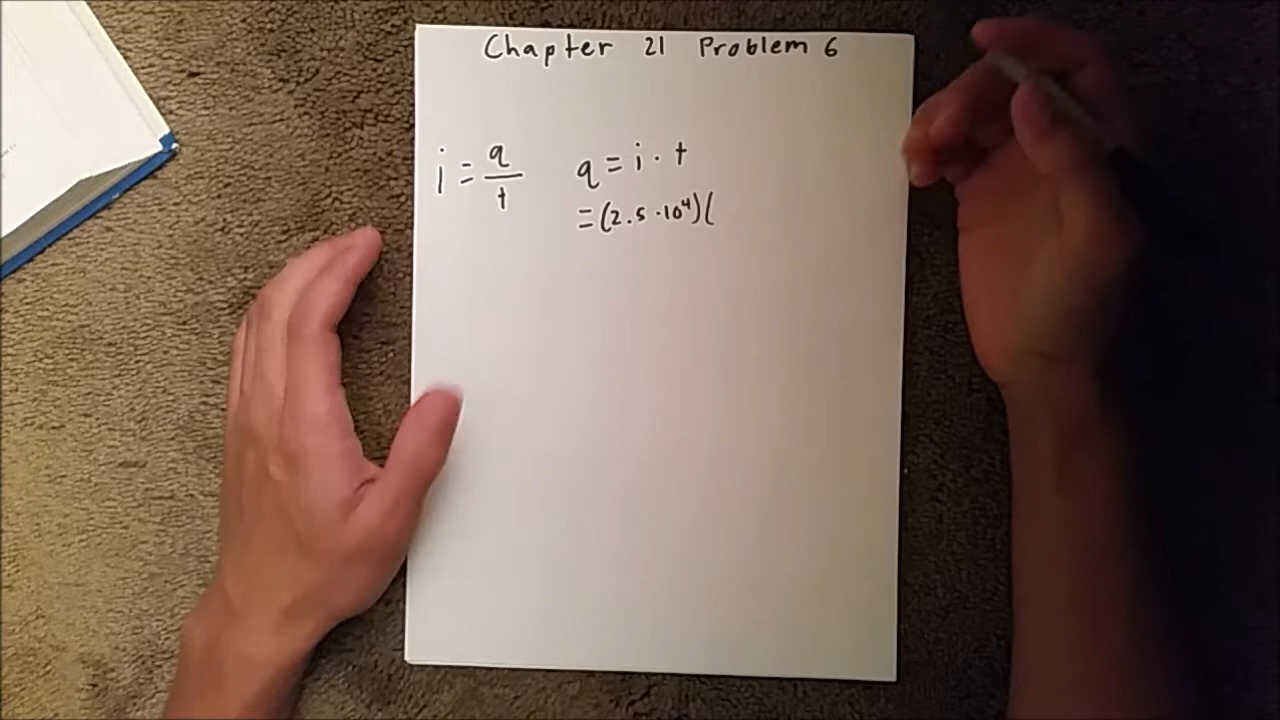 Chapter 21 Problem 6
i = q/t q = i · t
= (2.5 · 10⁴)(